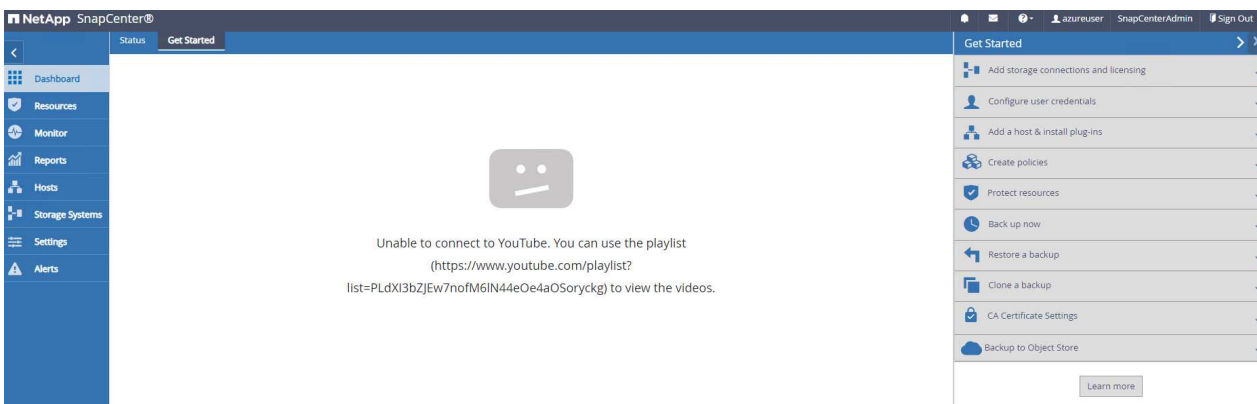 NetApp SnapCenter®
azureuser SnapCenterAdmin Sign Out
Status Get Started
Dashboard
Resources
Monitor
Reports
Hosts
Storage Systems
Settings
Alerts
Unable to connect to YouTube. You can use the playlist
(https://www.youtube.com/playlist?
list=PLdXI3bZJEw7nofM6lN44eOe4aOSoryckg) to view the videos.
Get Started
Add storage connections and licensing
Configure user credentials
Add a host & install plug-ins
Create policies
Protect resources
Back up now
Restore a backup
Clone a backup
CA Certificate Settings
Backup to Object Store
Learn more